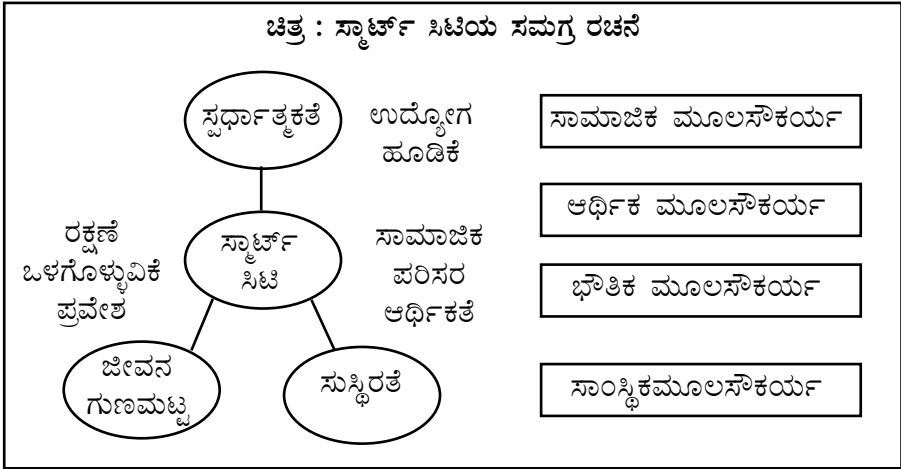 ಚಿತ್ರ : ಸ್ಮಾರ್ಟ್ ಸಿಟಿಯ ಸಮಗ್ರ ರಚನೆ
ಸ್ಪರ್ಧಾತ್ಮಕತೆ
ಉದ್ಯೋಗ
ಹೂಡಿಕೆ
ಸಾಮಾಜಿಕ ಮೂಲಸೌಕರ್ಯ
ಆರ್ಥಿಕ ಮೂಲಸೌಕರ್ಯ
ರಕ್ಷಣೆ
ಒಳಗೊಳ್ಳುವಿಕೆ
ಪ್ರವೇಶ
ಸ್ಮಾರ್ಟ್
ಸಿಟಿ
ಸಾಮಾಜಿಕ
ಪರಿಸರ
ಆರ್ಥಿಕತೆ
ಭೌತಿಕ ಮೂಲಸೌಕರ್ಯ
ಜೀವನ
ಗುಣಮಟ್ಟ
ಸುಸ್ಥಿರತೆ
ಸಾಂಸ್ಥಿಕಮೂಲಸೌಕರ್ಯ